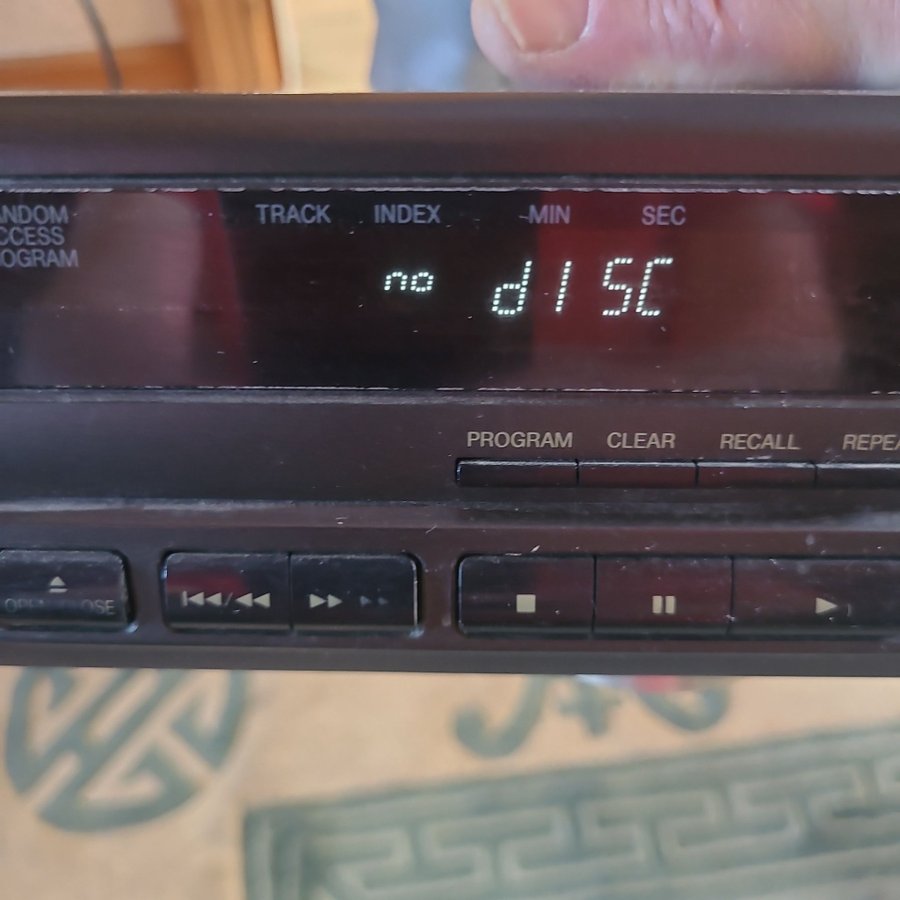 ANDOM
CCESS
OGRAM
TRACK INDEX MIN SEC
no dISC
PROGRAM CLEAR RECALL REPEA
OSE